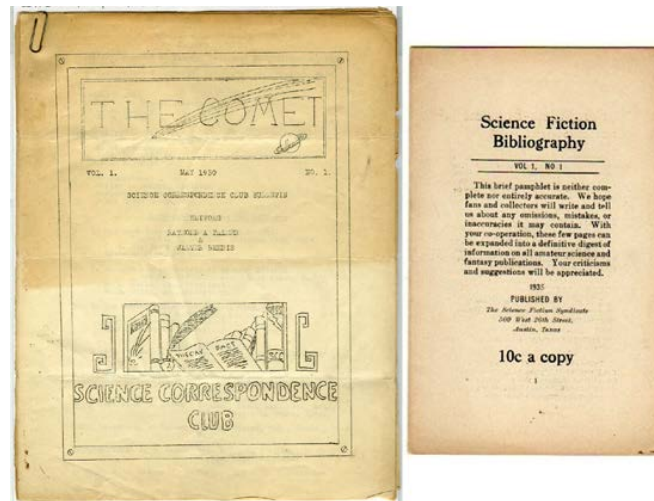 THE COMET
VOL. 1. MAY 1930 NO. 1.
SCIENCE CORRESPONDENCE CLUB BULLETIN
EDITORS
RAYMOND A PALMER
&
WALTER DENNIS
SCIENCE CORRESPONDENCE
CLUB
Science Fiction
Bibliography
VOL 1, NO 1
This brief pamphlet is neither com-
plete nor entirely accurate. We hope
fans and collectors will write and tell
us about any omissions, mistakes, or
inaccuracies it may contain. With
your co-operation, these few pages can
be expanded into a definitive digest of
information on all amateur science and
fantasy publications. Your criticisms
and suggestions will be appreciated.
1935
PUBLISHED BY
The Science Fiction Syndicate
500 West 26th Street,
Austin, Texas
10c a copy
1